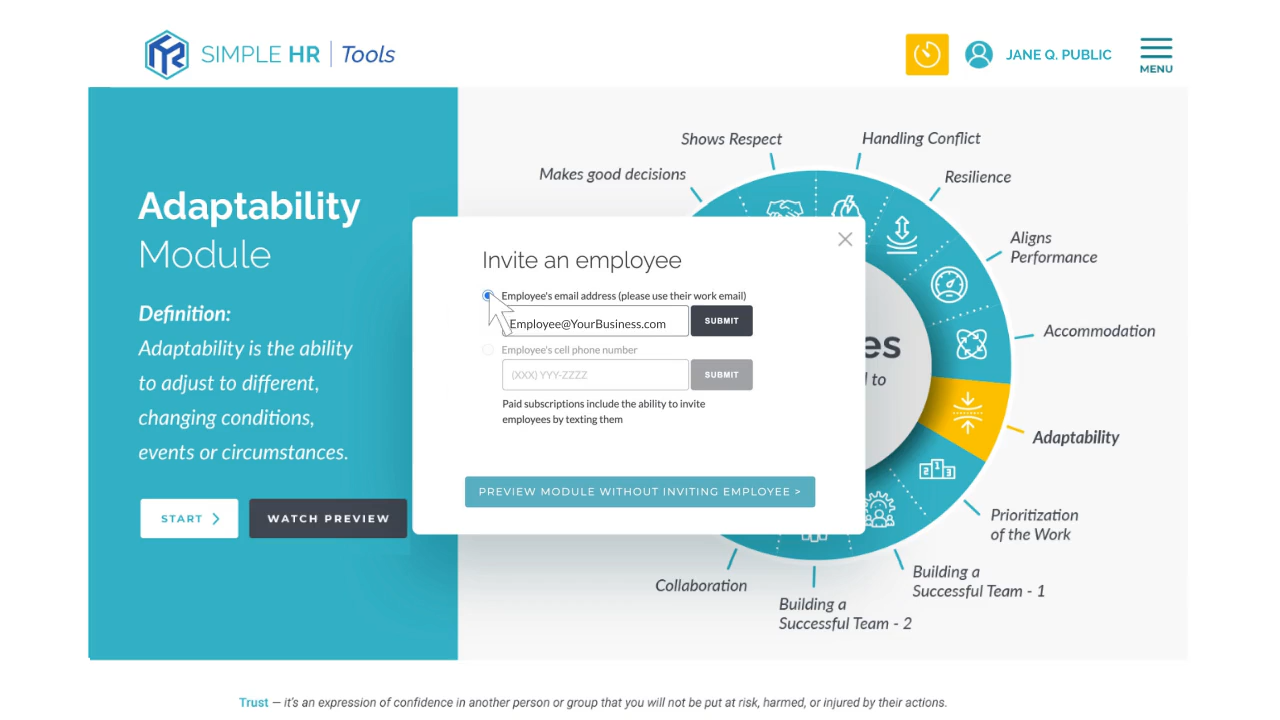 SIMPLE HR | Tools
JANE Q. PUBLIC
MENU
Adaptability
Module
Definition:
Adaptability is the ability
to adjust to different,
changing conditions,
events or circumstances.
START >
WATCH PREVIEW
Shows Respect
Handling Conflict
Makes good decisions
Resilience
Aligns
Performance
Accommodation
Adaptability
Prioritization
of the Work
Building a
Successful Team - 1
Building a
Successful Team - 2
Collaboration
to
2 1 3
Invite an employee
Employee's email address (please use their work email)
Employee@YourBusiness.com
SUBMIT
Employee's cell phone number
(XXX) YYY-ZZZZ
SUBMIT
Paid subscriptions include the ability to invite
employees by texting them
PREVIEW MODULE WITHOUT INVITING EMPLOYEE >
Trust — it's an expression of confidence in another person or group that you will not be put at risk, harmed, or injured by their actions.